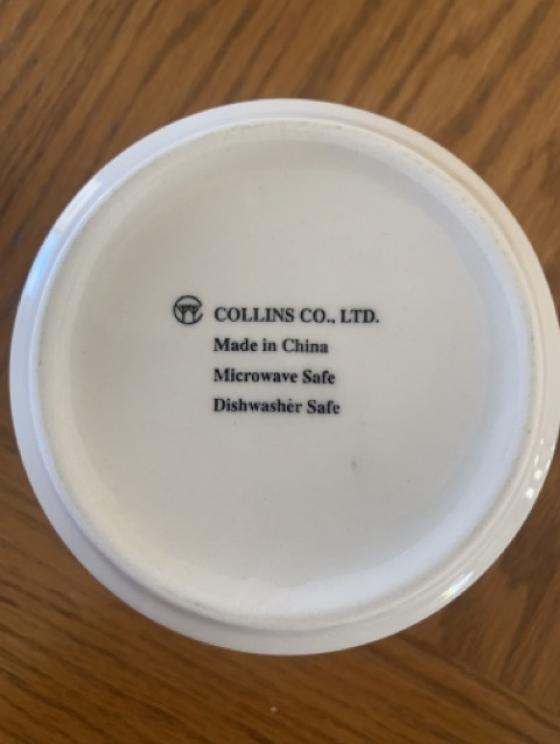 COLLINS CO., LTD.
Made in China
Microwave Safe
Dishwasher Safe